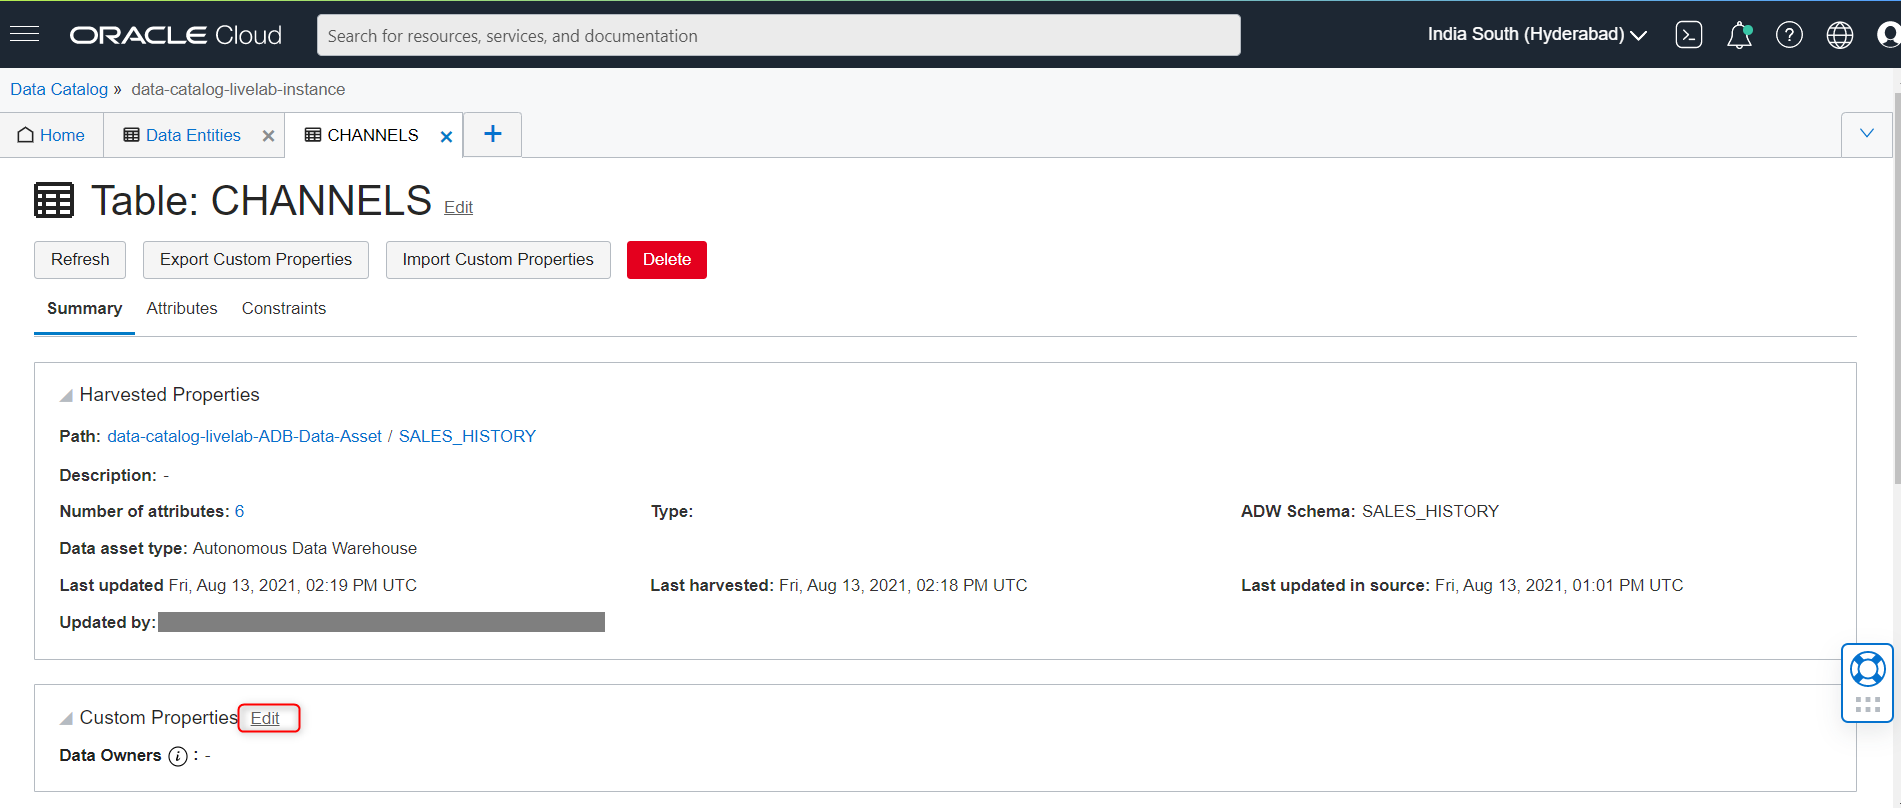 ORACLE Cloud
Search for resources, services, and documentation
India South (Hyderabad)
Data Catalog » data-catalog-livelab-instance
Home
Data Entities
CHANNELS
Table: CHANNELS Edit
Refresh
Export Custom Properties
Import Custom Properties
Delete
Summary
Attributes
Constraints
Harvested Properties
Path: data-catalog-livelab-ADB-Data-Asset / SALES_HISTORY
Description: -
Number of attributes: 6
Type:
ADW Schema: SALES_HISTORY
Data asset type: Autonomous Data Warehouse
Last updated Fri, Aug 13, 2021, 02:19 PM UTC
Last harvested: Fri, Aug 13, 2021, 02:18 PM UTC
Last updated in source: Fri, Aug 13, 2021, 01:01 PM UTC
Updated by:
Custom Properties Edit
Data Owners i : -